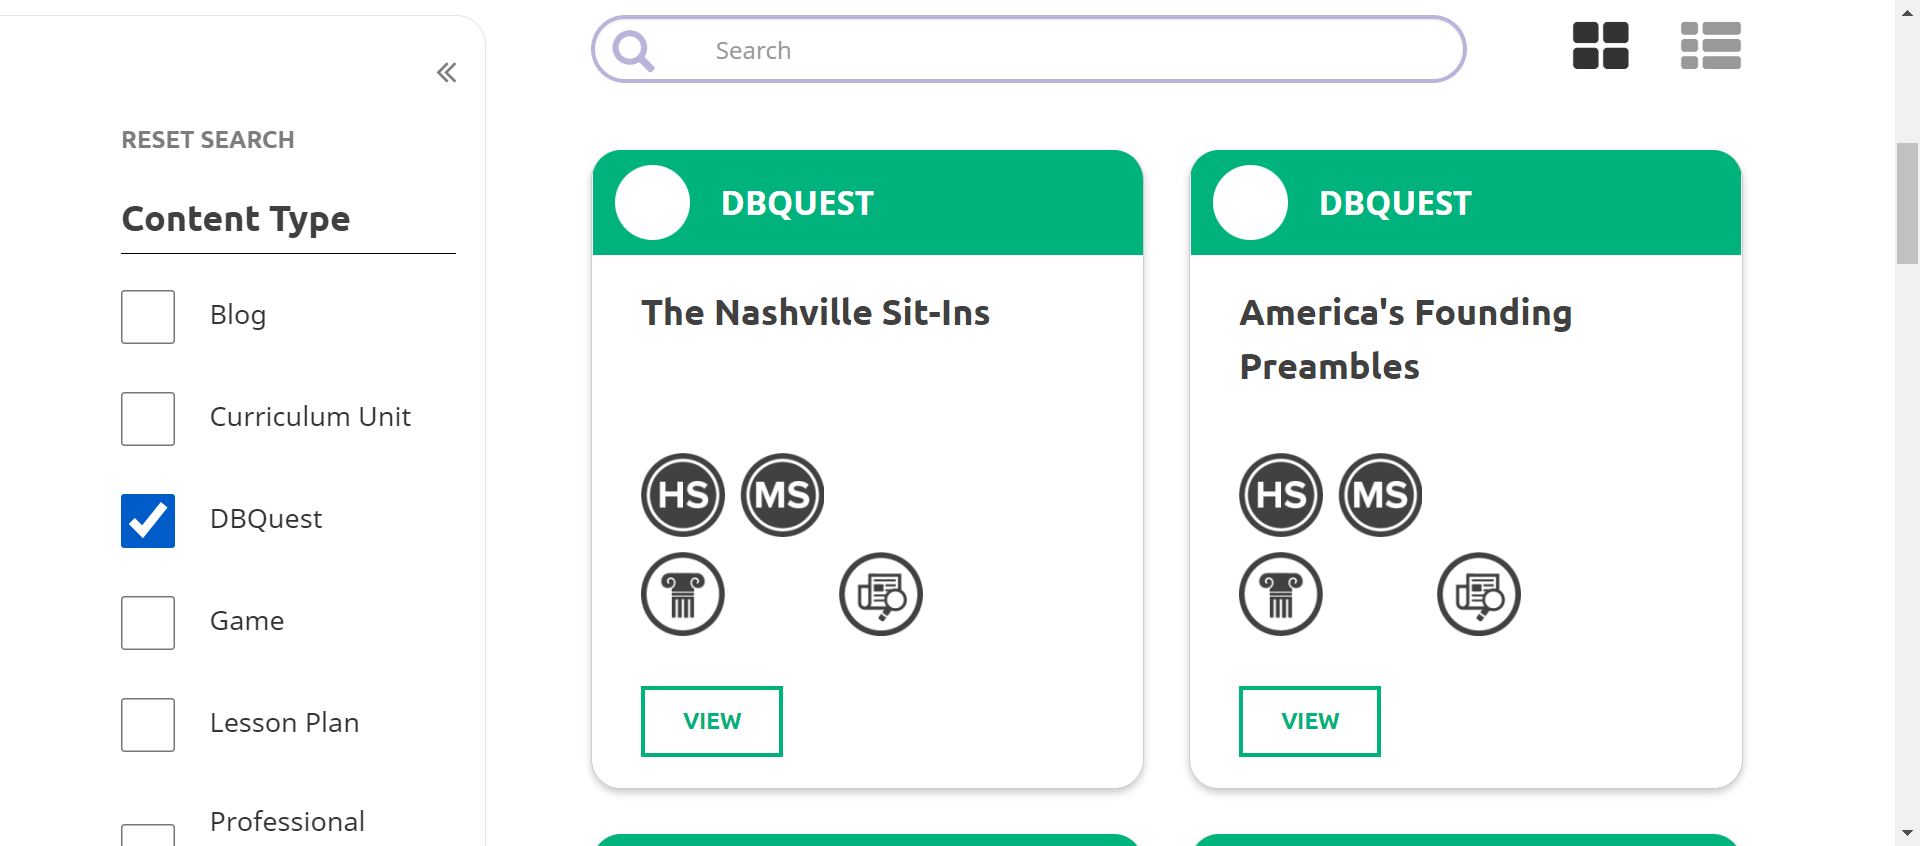 Search
RESET SEARCH
Content Type
Blog
Curriculum Unit
DBQuest
Game
Lesson Plan
Professional
DBQUEST
The Nashville Sit-Ins
HS MS
VIEW
DBQUEST
America's Founding
Preambles
HS MS
VIEW